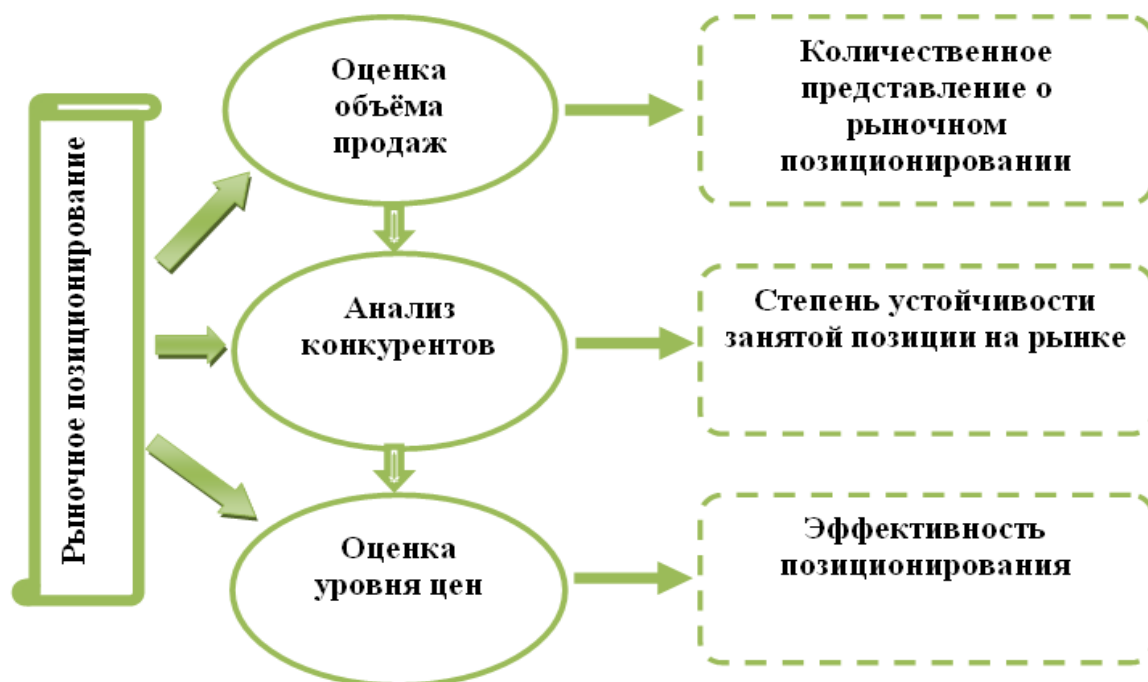 Рыночное позиционирование
Оценка
объёма
продаж
Количественное
представление о
рыночном
позиционировании
Анализ
конкурентов
Степень устойчивости
занятой позиции на рынке
Оценка
уровня цен
Эффективность
позиционирования